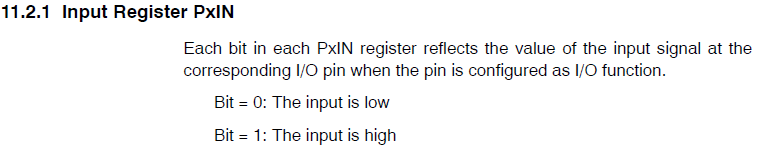 11.2.1 Input Register PxIN
Each bit in each PxIN register reflects the value of the input signal at the
corresponding I/O pin when the pin is configured as I/O function.
Bit = 0: The input is low
Bit = 1: The input is high